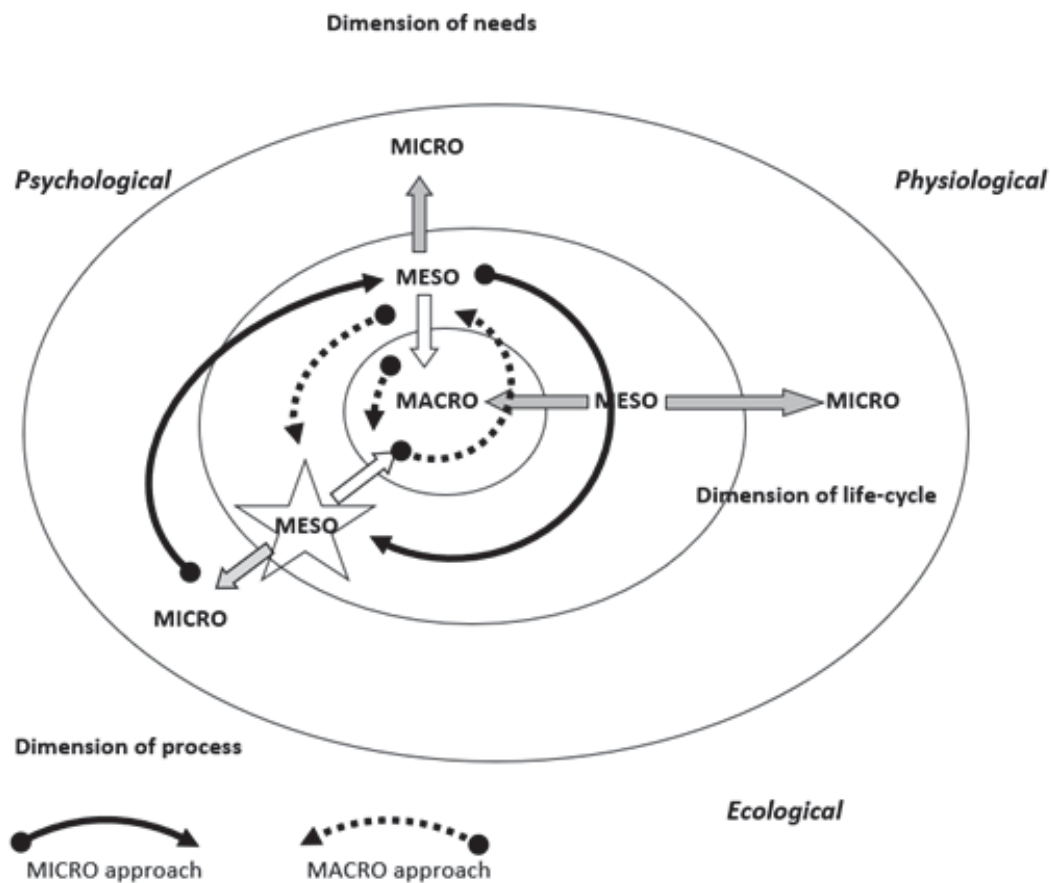 Dimension of needs
MICRO
Psychological
Physiological
MESO
MACRO
MESO
MICRO
Dimension of life-cycle
MESO
MICRO
Dimension of process
Ecological
MICRO approach
MACRO approach